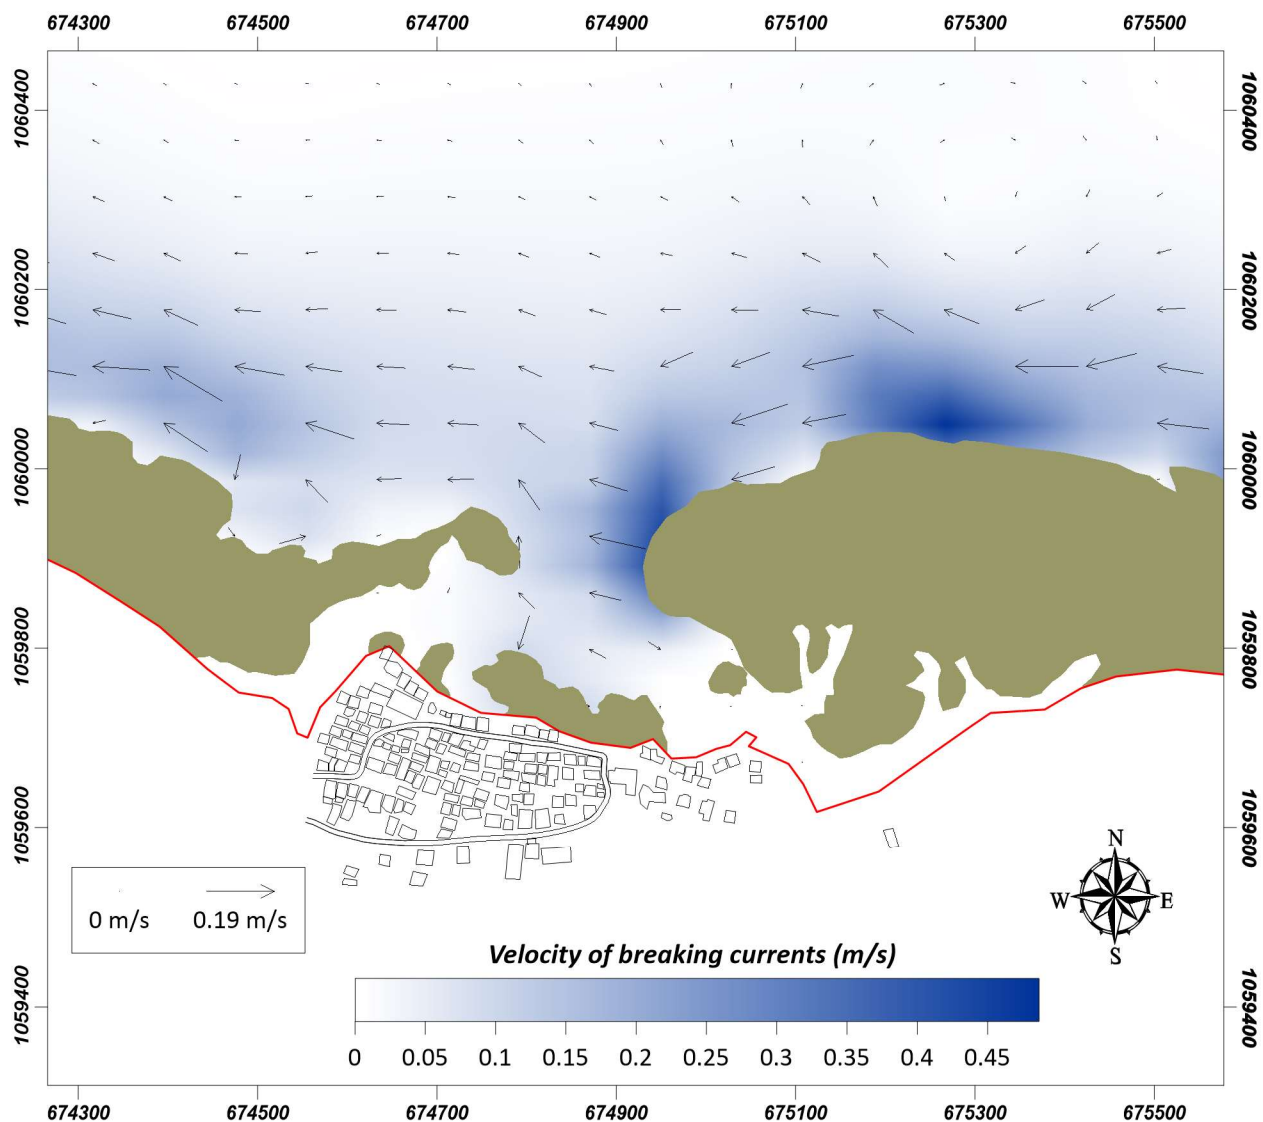 674300 674500 674700 674900 675100 675300 675500
1060400 1060400
1060200 1060200
1060000 1060000
1059800 1059800
1059600 1059600
N
W E
S
0 m/s 0.19 m/s
Velocity of breaking currents (m/s)
1059400 1059400
0 0.05 0.1 0.15 0.2 0.25 0.3 0.35 0.4 0.45
674300 674500 674700 674900 675100 675300 675500